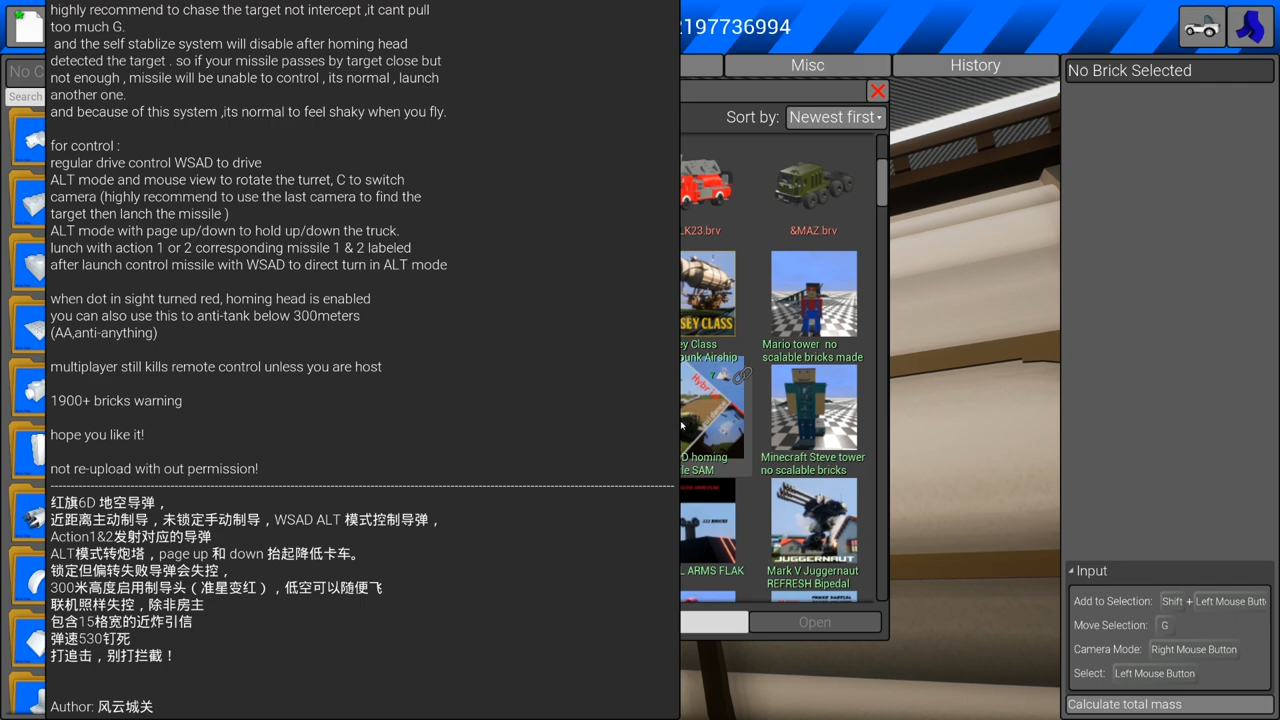 highly recommend to chase the target not intercept ,it cant pull
too much G.
and the self stablize system will disable after homing head
detected the target . so if your missile passes by target close but
not enough , missile will be unable to control , its normal , launch
another one.
and because of this system ,its normal to feel shaky when you fly.
for control :
regular drive control WSAD to drive
ALT mode and mouse view to rotate the turret, C to switch
camera (highly recommend to use the last camera to find the
target then lanch the missile )
ALT mode with page up/down to hold up/down the truck.
lunch with action 1 or 2 corresponding missile 1 & 2 labeled
after launch control missile with WSAD to direct turn in ALT mode
when dot in sight turned red, homing head is enabled
you can also use this to anti-tank below 300meters
(AA,anti-anything)
multiplayer still kills remote control unless you are host
1900+ bricks warning
hope you like it!
not re-upload with out permission!
红旗6D 地空导弹，
近距离主动制导，未锁定手动制导，WSAD ALT 模式控制导弹，
Action1&2发射对应的导弹
ALT模式转炮塔，page up 和 down 抬起降低卡车。
锁定但偏转失败导弹会失控，
300米高度启用制导头（准星变红），低空可以随便飞
联机照样失控，除非房主
包含15格宽的近炸引信
弹速530钉死
打追击，别打拦截！
Author: 风云城关
No C
Search
2197736994
Misc
History
Sort by:
Newest first
LK23.brv
&MAZ.brv
SEY CLASS
ey Class
punk Airship
Mario tower no
scalable bricks made
D homing
le SAM
Minecraft Steve tower
no scalable bricks
L ARMS FLAK
JUGGERNAUT
Mark V Juggernaut
REFRESH Bipedal
Open
No Brick Selected
Input
Add to Selection: Shift + Left Mouse Butt
Move Selection: G
Camera Mode: Right Mouse Button
Select: Left Mouse Button
Calculate total mass